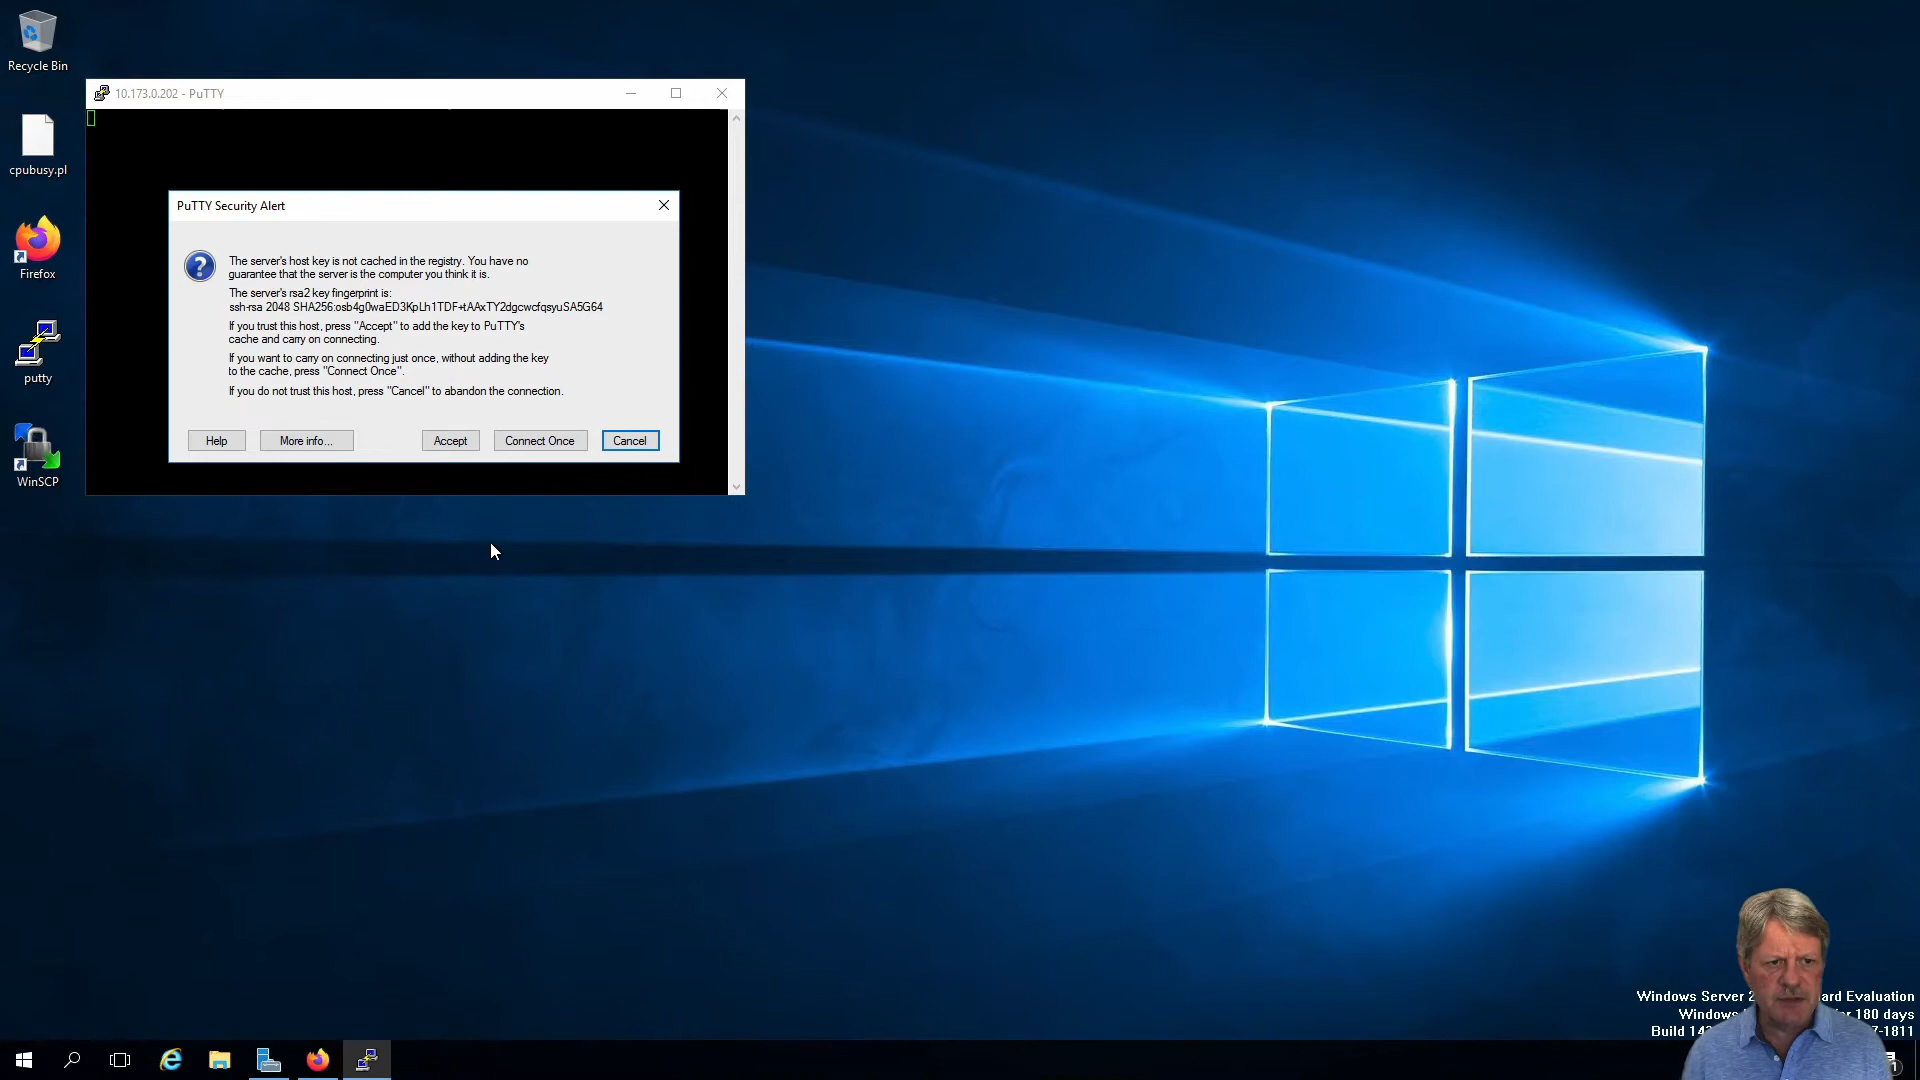 Recycle Bin
10.173.0.202 - PuTTY
cpubusy.pl
PuTTY Security Alert
The server's host key is not cached in the registry. You have no
guarantee that the server is the computer you think it is.
The server's rsa2 key fingerprint is:
ssh-rsa 2048 SHA256:osb4g0waED3KpLh1TDF+tAAxTY2dgcwcfqsyuSA5G64
If you trust this host, press "Accept" to add the key to PuTTY's
cache and carry on connecting.
If you want to carry on connecting just once, without adding the key
to the cache, press "Connect Once".
If you do not trust this host, press "Cancel" to abandon the connection.
Help
More info...
Accept
Connect Once
Cancel
Firefox
putty
WinSCP
Windows Server 2 ard Evaluation
Windows 180 days
Build 14 7-1811
1